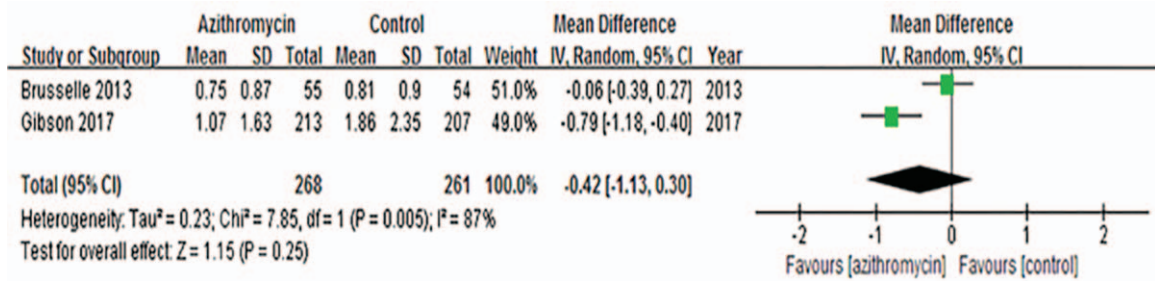 Azithromycin Control Mean Difference Mean Difference
Study or Subgroup Mean SD Total Mean SD Total Weight IV, Random, 95% CI Year IV, Random, 95% CI
Brusselle 2013 0.75 0.87 55 0.81 0.9 54 51.0% -0.06 [-0.39, 0.27] 2013
Gibson 2017 1.07 1.63 213 1.86 2.35 207 49.0% -0.79 [-1.18, -0.40] 2017
Total (95% CI) 268 261 100.0% -0.42 [-1.13, 0.30]
Heterogeneity: Tau² = 0.23; Chi² = 7.85, df = 1 (P = 0.005); I² = 87%
Test for overall effect: Z = 1.15 (P = 0.25)
-2 -1 0 1 2
Favours [azithromycin] Favours [control]